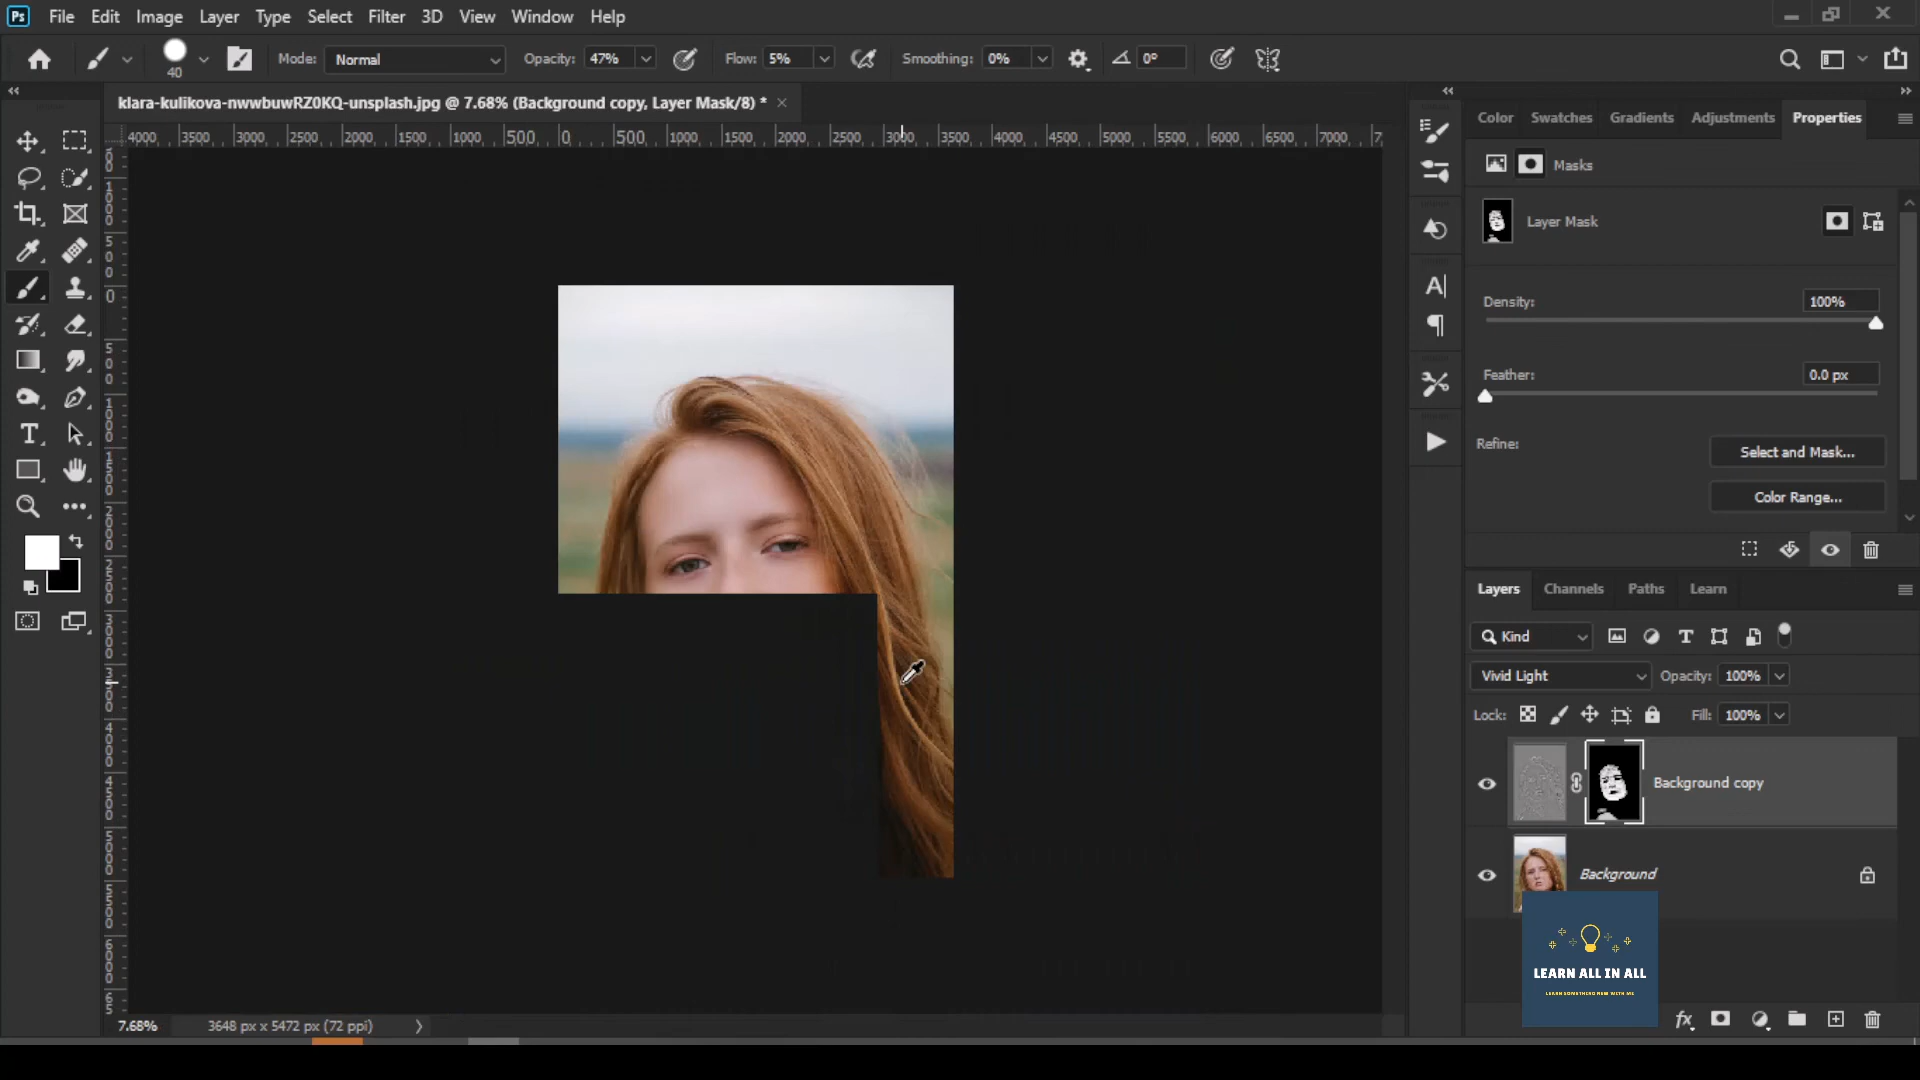 Ps File Edit Image Layer Type Select Filter 3D View Window Help
40 Mode: Normal Opacity: 47% Flow: 5% Smoothing: 0% 0°
klara-kulikova-nwwbuwRZ0KQ-unsplash.jpg @ 7.68% (Background copy, Layer Mask/8) *
4000 3500 3000 2500 2000 1500 1000 500 0 500 1000 1500 2000 2500 3000 3500 4000 4500 5000 5500 6000 6500 7000
Color Swatches Gradients Adjustments Properties
Masks
Layer Mask
Density: 100%
Feather: 0.0 px
Refine:
Select and Mask...
Color Range...
Layers Channels Paths Learn
Kind
Vivid Light Opacity: 100%
Lock: Fill: 100%
Background copy
Background
LEARN ALL IN ALL
LEARN SOMETHING NEW WITH ME
7.68% 3648 px x 5472 px (72 ppi)